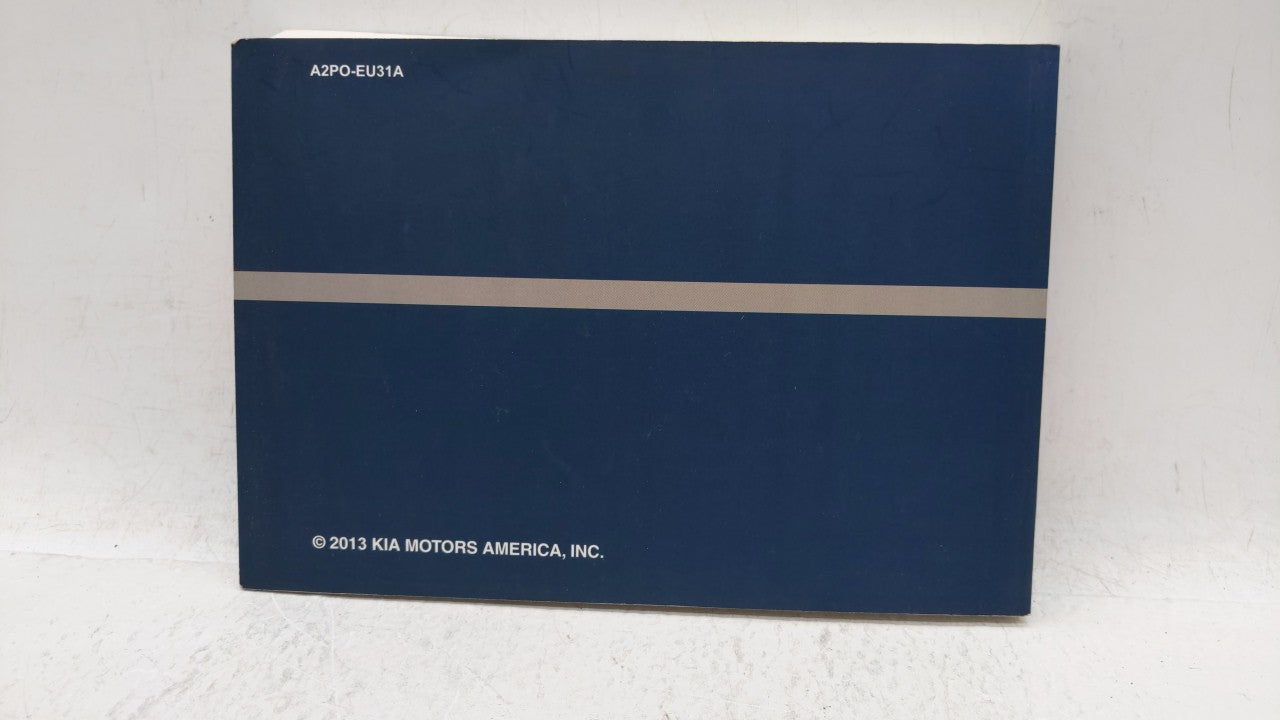 A2PO-EU31A
© 2013 KIA MOTORS AMERICA, INC.